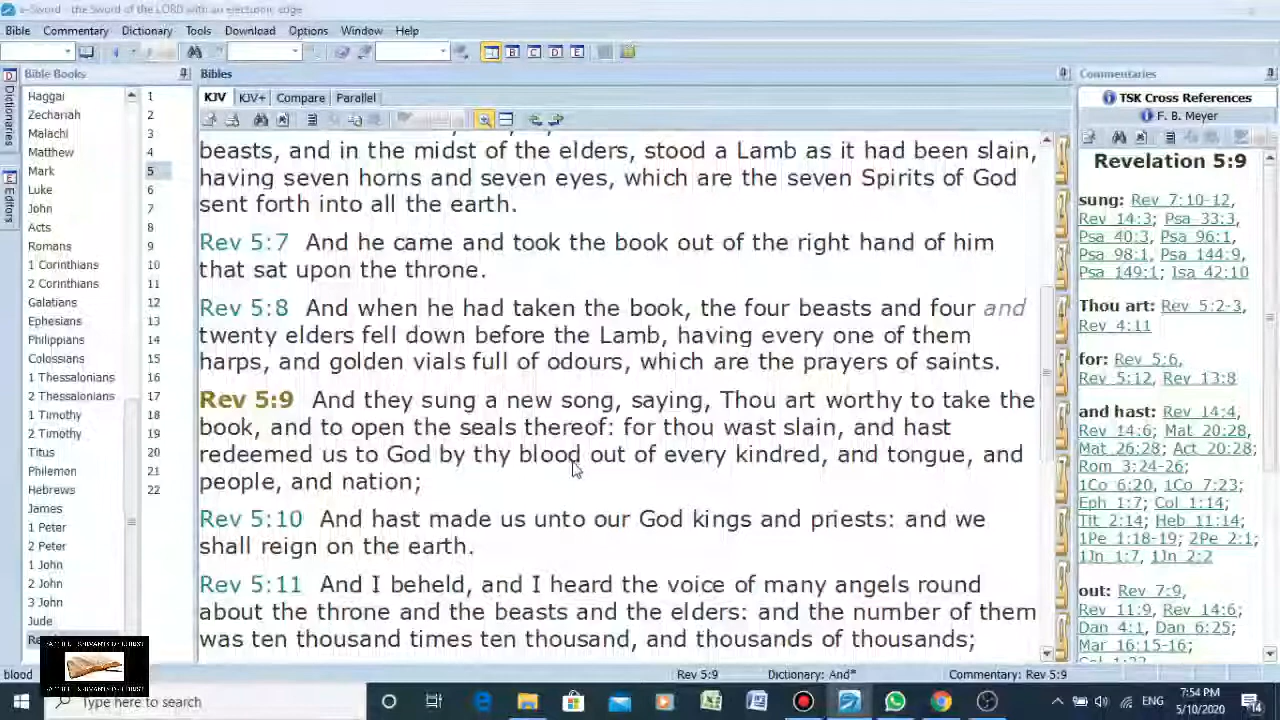 e-Sword - the Sword of the LORD with an electronic edge
Bible Commentary Dictionary Tools Download Options Window Help
B C D E
Dictionaries
Editors
Bible Books
Haggai
Zechariah
Malachi
Matthew
Mark
Luke
John
Acts
Romans
1 Corinthians
2 Corinthians
Galatians
Ephesians
Philippians
Colossians
1 Thessalonians
2 Thessalonians
1 Timothy
2 Timothy
Titus
Philemon
Hebrews
James
1 Peter
2 Peter
1 John
2 John
3 John
Jude
1
2
3
4
5
6
7
8
9
10
11
12
13
14
15
16
17
18
19
20
21
22
Bibles
KJV KJV+ Compare Parallel
beasts, and in the midst of the elders, stood a Lamb as it had been slain,
having seven horns and seven eyes, which are the seven Spirits of God
sent forth into all the earth.
Rev 5:7 And he came and took the book out of the right hand of him
that sat upon the throne.
Rev 5:8 And when he had taken the book, the four beasts and four and
twenty elders fell down before the Lamb, having every one of them
harps, and golden vials full of odours, which are the prayers of saints.
Rev 5:9 And they sung a new song, saying, Thou art worthy to take the
book, and to open the seals thereof: for thou wast slain, and hast
redeemed us to God by thy blood out of every kindred, and tongue, and
people, and nation;
Rev 5:10 And hast made us unto our God kings and priests: and we
shall reign on the earth.
Rev 5:11 And I beheld, and I heard the voice of many angels round
about the throne and the beasts and the elders: and the number of them
was ten thousand times ten thousand, and thousands of thousands;
Commentaries
TSK Cross References
F. B. Meyer
Revelation 5:9
sung: Rev 7:10-12,
Rev 14:3; Psa 33:3,
Psa 40:3, Psa 96:1,
Psa 98:1, Psa 144:9,
Psa 149:1; Isa 42:10
Thou art: Rev 5:2-3,
Rev 4:11
for: Rev 5:6,
Rev 5:12, Rev 13:8
and hast: Rev 14:4,
Rev 14:6; Mat 20:28,
Mat 26:28; Act 20:28;
Rom 3:24-26;
1Co 6:20, 1Co 7:23;
Eph 1:7; Col 1:14;
Tit 2:14; Heb 11:14;
1Pe 1:18-19; 2Pe 2:1;
1Jn 1:7, 1Jn 2:2
out: Rev 7:9,
Rev 11:9, Rev 14:6;
Dan 4:1, Dan 6:25;
Mar 16:15-16;
blood
Rev 5:9
Dictionary: And*
Commentary: Rev 5:9
Type here to search
ENG
7:54 PM
5/10/2020
14